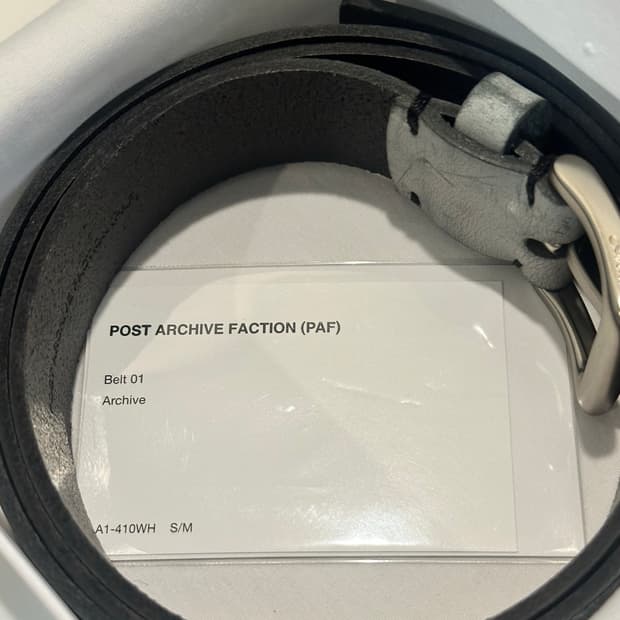 POST ARCHIVE FACTION (PAF)
Belt 01
Archive
A1-410WH S/M